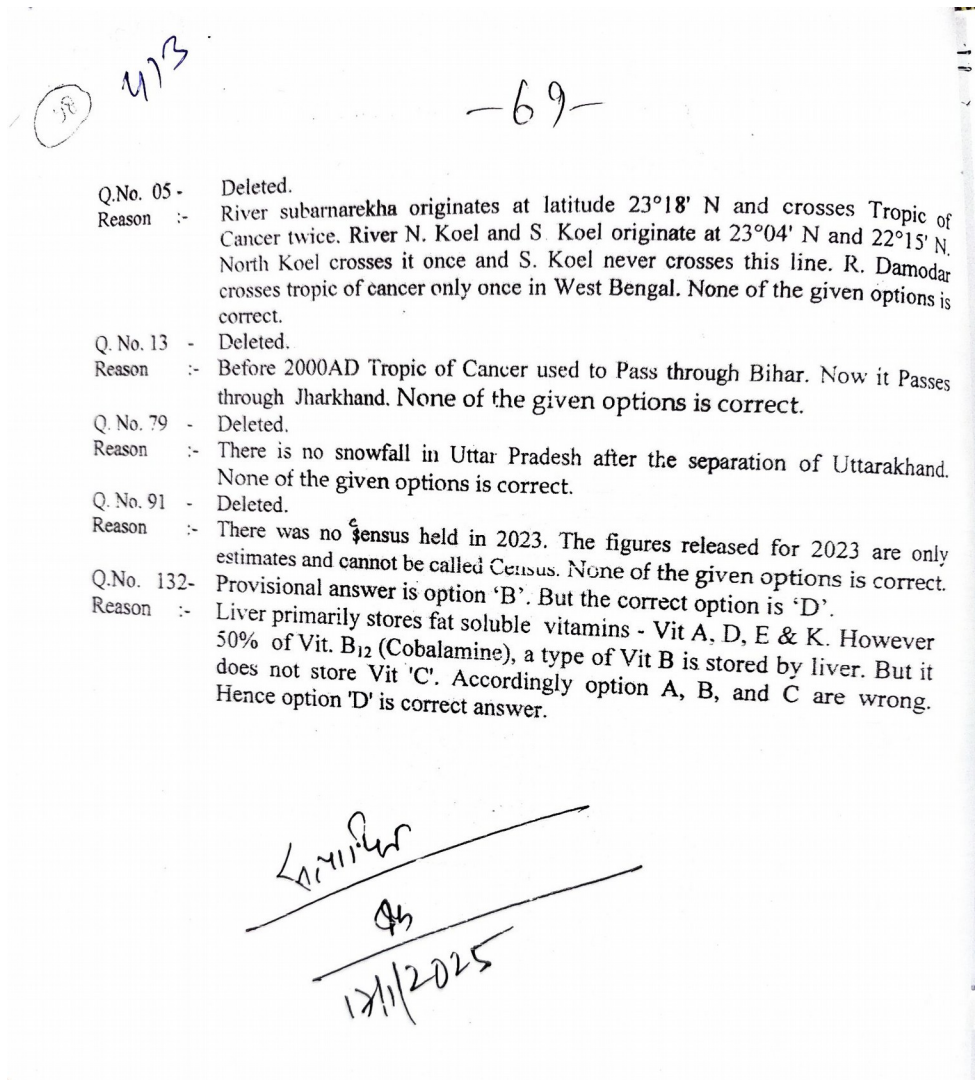 473
-69-
Q.No. 05 - Deleted.
Reason :- River subarnarekha originates at latitude 23°18' N and crosses Tropic of
Cancer twice. River N. Koel and S. Koel originate at 23°04' N and 22°15' N.
North Koel crosses it once and S. Koel never crosses this line. R. Damodar
crosses tropic of cancer only once in West Bengal. None of the given options is
correct.
Q. No. 13 - Deleted.
Reason :- Before 2000AD Tropic of Cancer used to Pass through Bihar. Now it Passes
through Jharkhand. None of the given options is correct.
Q. No. 79 - Deleted.
Reason :- There is no snowfall in Uttar Pradesh after the separation of Uttarakhand.
None of the given options is correct.
Q. No. 91 - Deleted.
Reason :- There was no census held in 2023. The figures released for 2023 are only
estimates and cannot be called Census. None of the given options is correct.
Q.No. 132- Provisional answer is option ‘B’. But the correct option is ‘D’.
Reason :- Liver primarily stores fat soluble vitamins - Vit A, D, E & K. However
50% of Vit. B₁₂ (Cobalamine), a type of Vit B is stored by liver. But it
does not store Vit 'C'. Accordingly option A, B, and C are wrong.
Hence option 'D' is correct answer.